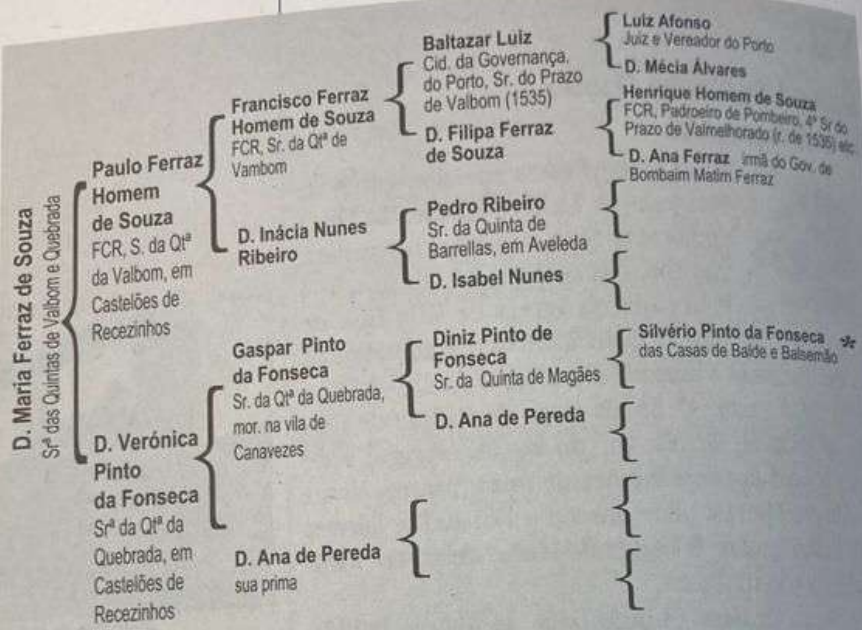 D. Maria Ferraz de Souza
Srª das Quintas de Valbom e Quebrada
Paulo Ferraz
Homem
de Souza
FCR, S. da Qtª
da Valbom, em
Castelões de
Recezinhos
D. Verónica
Pinto
da Fonseca
Srª da Qtª da
Quebrada, em
Castelões de
Recezinhos
Francisco Ferraz
Homem de Souza
FCR, Sr. da Qtª de
Vambom
D. Inácia Nunes
Ribeiro
Gaspar Pinto
da Fonseca
Sr. da Qtª da Quebrada,
mor. na vila de
Canavezes
D. Ana de Pereda
sua prima
Baltazar Luiz
Cid. da Governança,
do Porto, Sr. do Prazo
de Valbom (1535)
D. Filipa Ferraz
de Souza
Pedro Ribeiro
Sr. da Quinta de
Barrellas, em Aveleda
D. Isabel Nunes
Diniz Pinto de
Fonseca
Sr. da Quinta de Magães
D. Ana de Pereda
Luiz Afonso
Juiz e Vereador do Porto
D. Mécia Álvares
Henrique Homem de Souza
FCR, Padroeiro de Pombeiro, 4º Sr do
Prazo de Valmelhorado (r. de 1535) etc.
D. Ana Ferraz irmã do Gov. de
Bombaim Matim Ferraz
Silvério Pinto da Fonseca *
das Casas de Balde e Balsemão